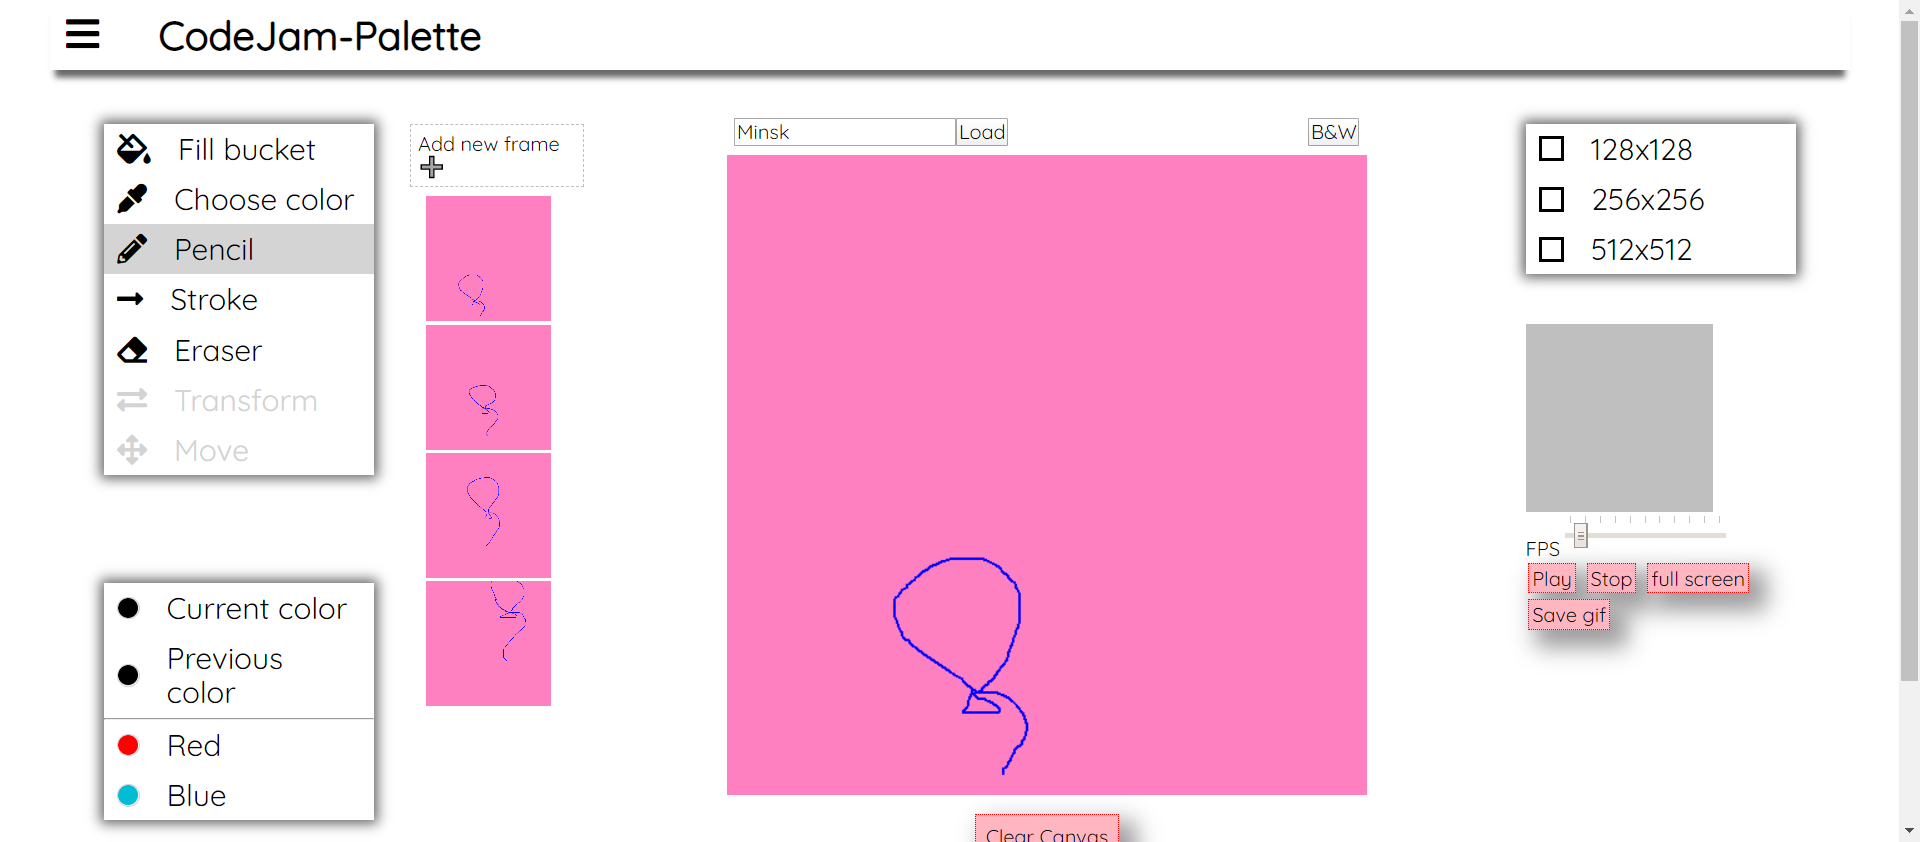 CodeJam-Palette
Fill bucket
Choose color
Pencil
Stroke
Eraser
Transform
Move
Current color
Previous
color
Red
Blue
Add new frame
Minsk
Load
B&W
Clear Canvas
128x128
256x256
512x512
FPS
Play
Stop
full screen
Save gif